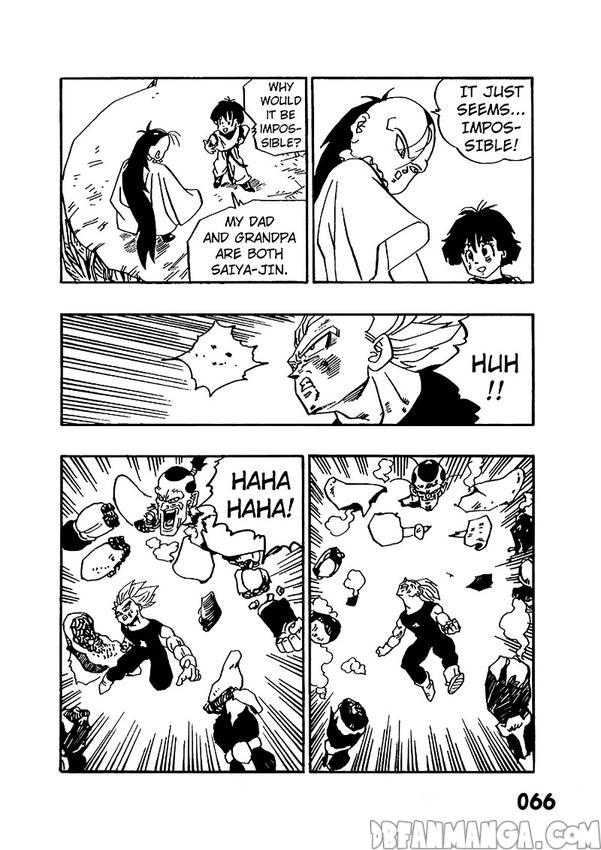 IT JUST
SEEMS...
IMPOS-
SIBLE!
WHY
WOULD
IT BE
IMPOS-
SIBLE?
MY DAD
AND GRANDPA
ARE BOTH
SAIYA-JIN.
HUH
!!
HAHA
HAHA!
066
DBFANMANGA.COM